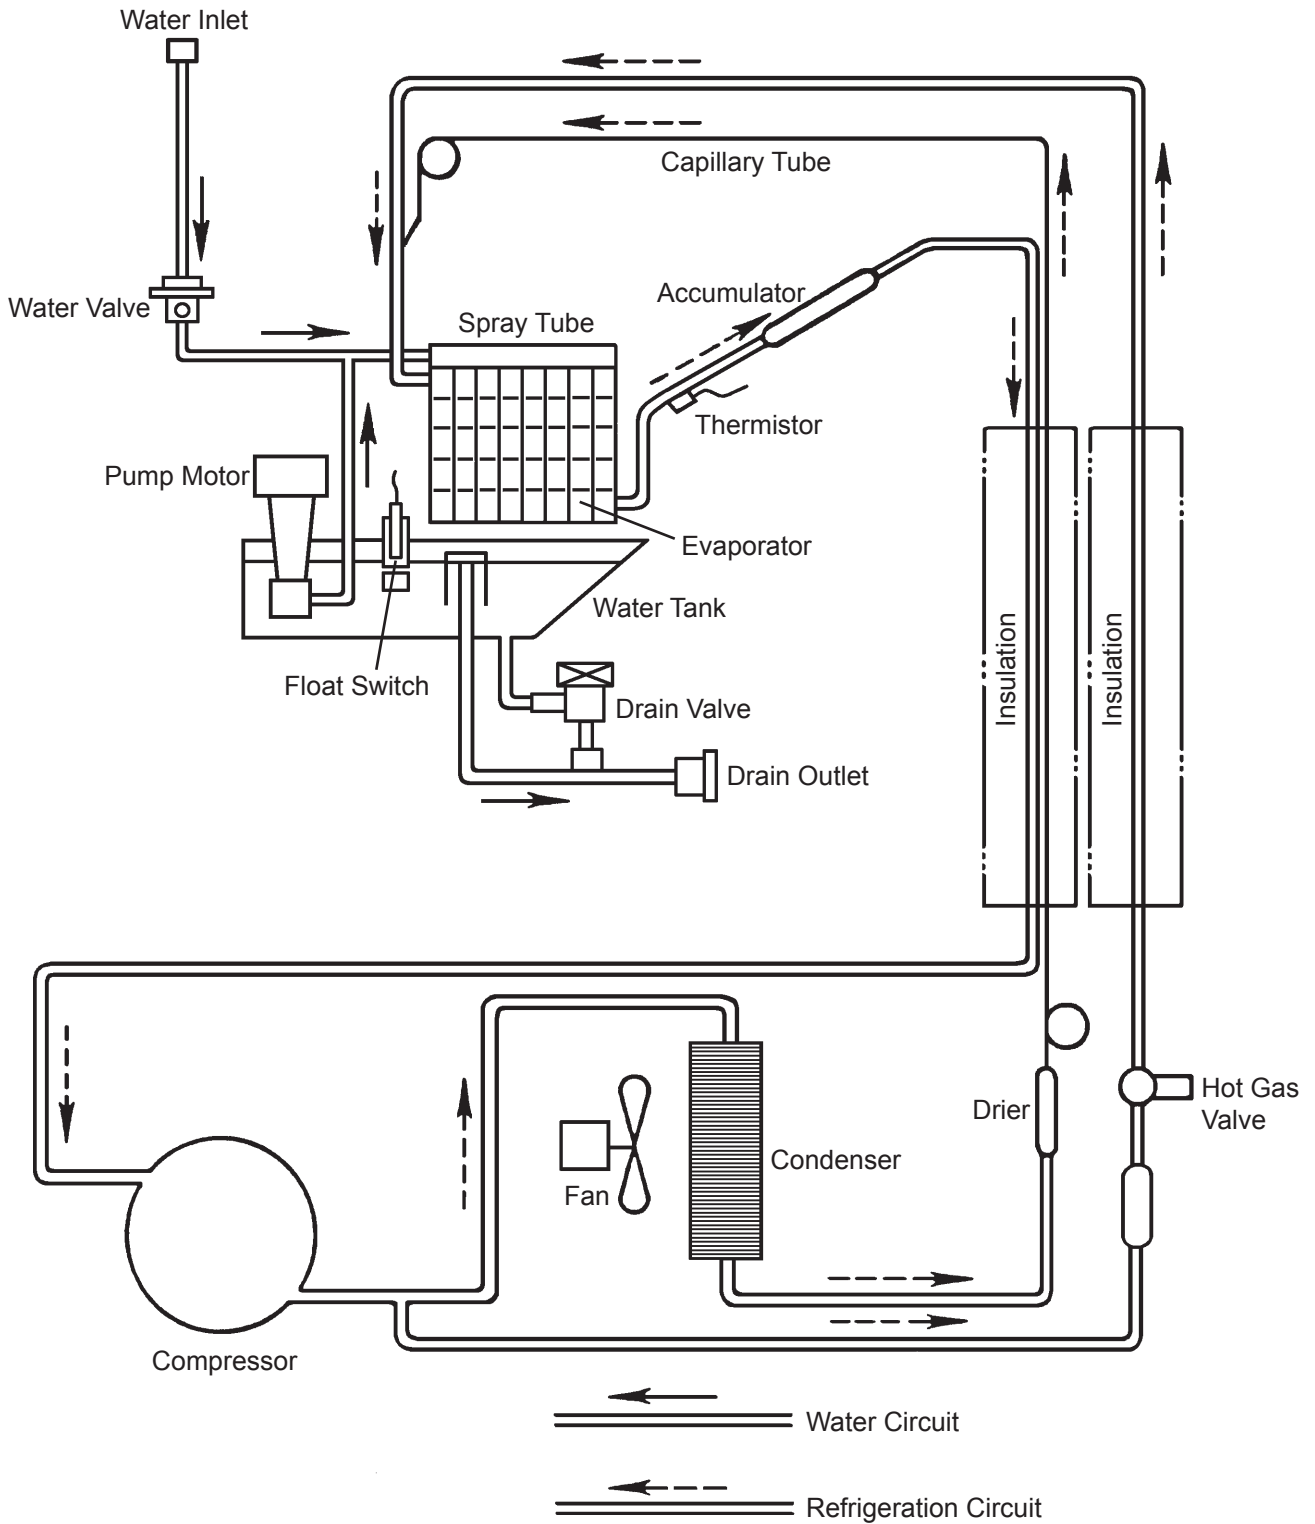 Water Inlet
Capillary Tube
Accumulator
Water Valve
Spray Tube
Thermistor
Pump Motor
Evaporator
Water Tank
Insulation
Insulation
Float Switch
Drain Valve
Drain Outlet
Hot Gas
Valve
Drier
Condenser
Fan
Compressor
Water Circuit
Refrigeration Circuit